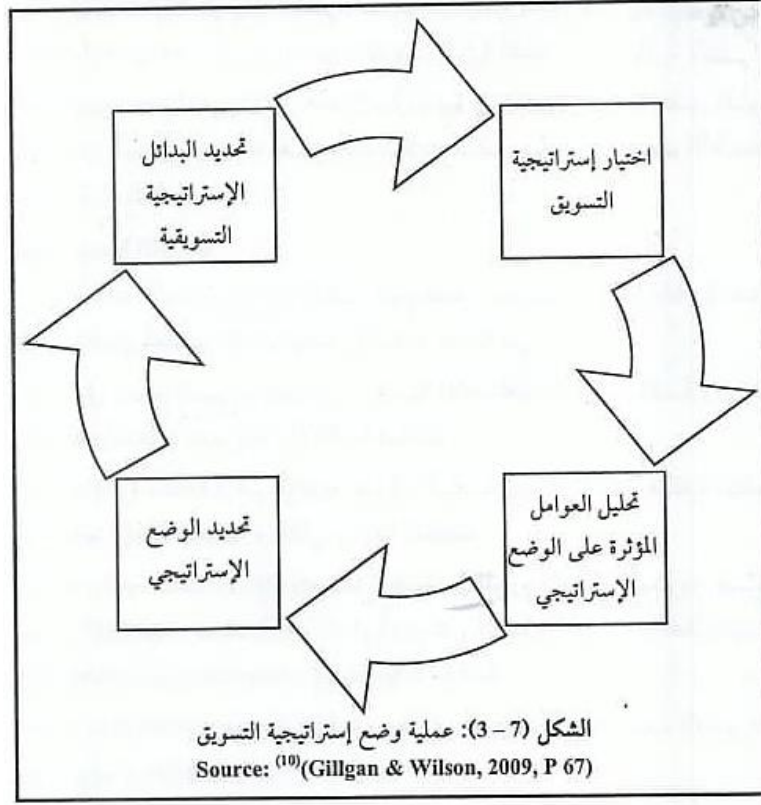 اختيار إستراتيجية
التسويق
تحديد البدائل
الإستراتيجية
التسويقية
تحليل العوامل
المؤثرة على الوضع
الإستراتيجي
تحديد الوضع
الإستراتيجي
الشكل (7 – 3): عملية وضع إستراتيجية التسويق
Source: (10)(Gillgan & Wilson, 2009, P 67)